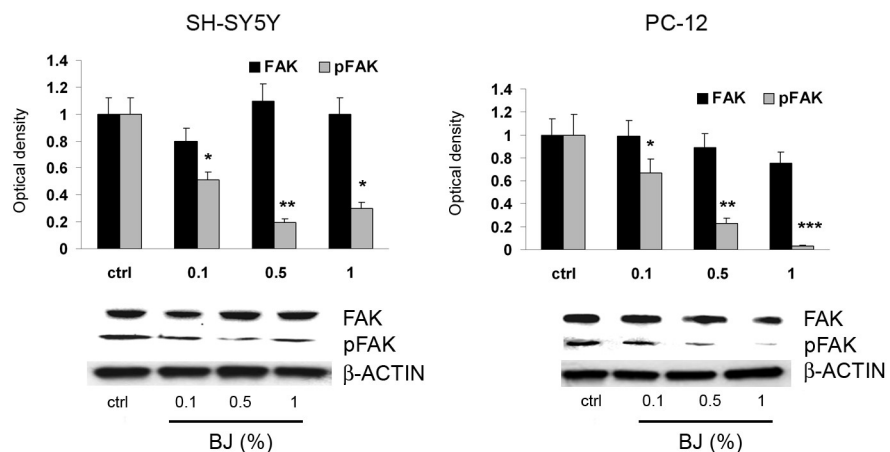 SH-SY5Y
FAK pFAK
Optical density
1.4
1.2
1
0.8
0.6
0.4
0.2
0
*
**
*
ctrl 0.1 0.5 1
FAK
pFAK
β-ACTIN
ctrl 0.1 0.5 1
BJ (%)
PC-12
FAK pFAK
Optical density
1.4
1.2
1
0.8
0.6
0.4
0.2
0
*
**
***
ctrl 0.1 0.5 1
FAK
pFAK
β-ACTIN
ctrl 0.1 0.5 1
BJ (%)